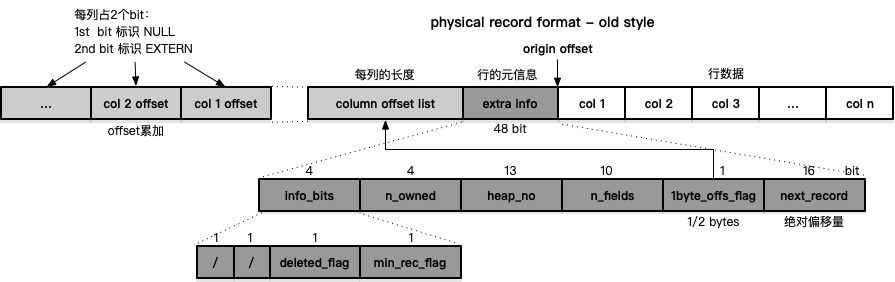 每列占2个bit：
1st bit 标识 NULL
2nd bit 标识 EXTERN
physical record format – old style
origin offset
每列的长度
行的元信息
行数据
...
col 2 offset
col 1 offset
column offset list
extra info
col 1
col 2
col 3
...
col n
offset累加
48 bit
4
4
13
10
1
16
bit
info_bits
n_owned
heap_no
n_fields
1byte_offs_flag
next_record
1/2 bytes
绝对偏移量
1
1
1
1
/
/
deleted_flag
min_rec_flag